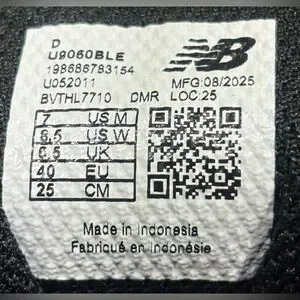 D
U9060BLE
198686783154
U052011 MFG:08/2025
BVTHL7710 DMR LOC:25
7 US M
8.5 US W
6.5 UK
40 EU
25 CM
Made in Indonesia
Fabriqué en Indonésie